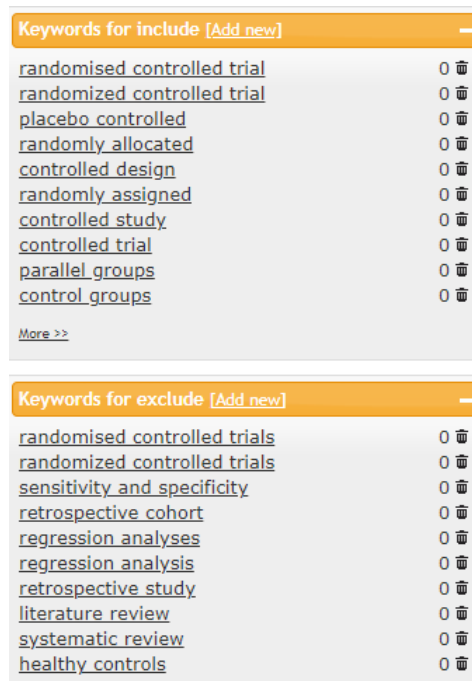 Keywords for include [Add new]
randomised controlled trial 0
randomized controlled trial 0
placebo controlled 0
randomly allocated 0
controlled design 0
randomly assigned 0
controlled study 0
controlled trial 0
parallel groups 0
control groups 0
More >>
Keywords for exclude [Add new]
randomised controlled trials 0
randomized controlled trials 0
sensitivity and specificity 0
retrospective cohort 0
regression analyses 0
regression analysis 0
retrospective study 0
literature review 0
systematic review 0
healthy controls 0